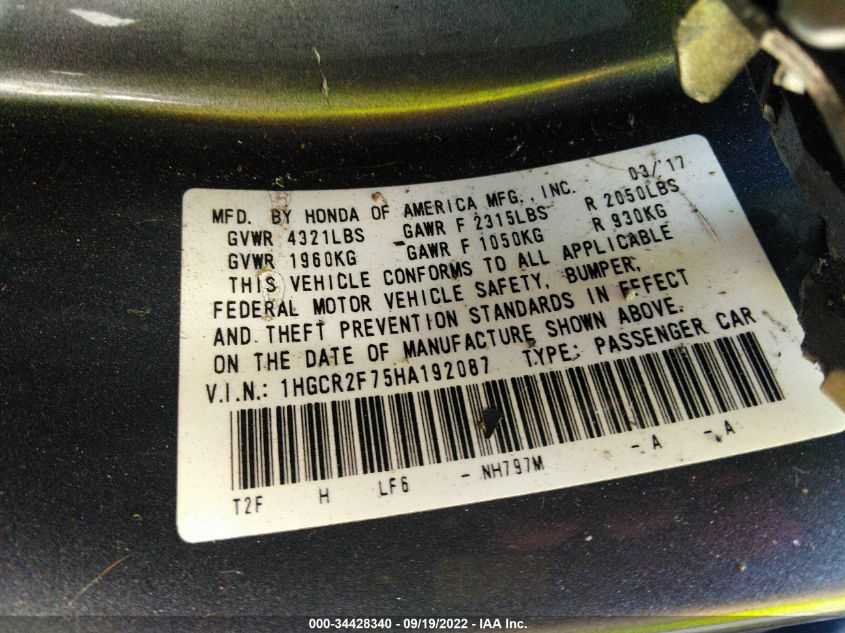 MFD. BY HONDA OF AMERICA MFG., INC. 03/'17
GVWR 4321LBS GAWR F 2315LBS R 2050LBS
GVWR 1960KG GAWR F 1050KG R 930KG
THIS VEHICLE CONFORMS TO ALL APPLICABLE
FEDERAL MOTOR VEHICLE SAFETY, BUMPER,
AND THEFT PREVENTION STANDARDS IN EFFECT
ON THE DATE OF MANUFACTURE SHOWN ABOVE.
V.I.N.: 1HGCR2F75HA192087 TYPE: PASSENGER CAR
T2F H LF6 - NH797M - A - A
000-34428340 - 09/19/2022 - IAA Inc.